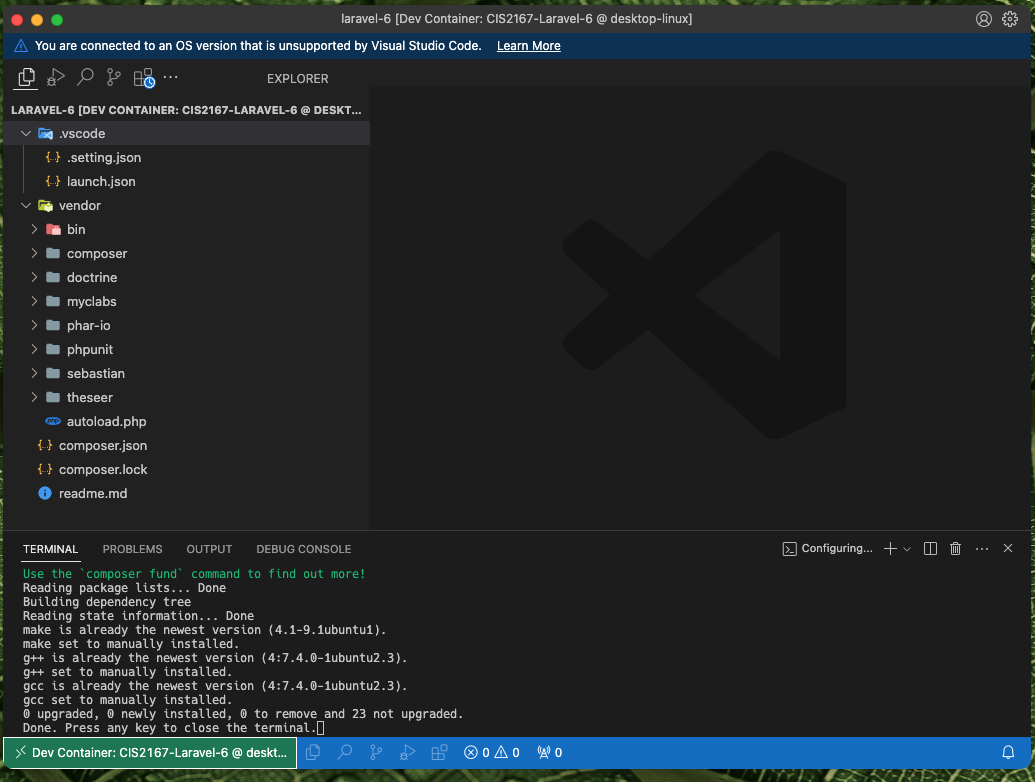 laravel-6 [Dev Container: CIS2167-Laravel-6 @ desktop-linux]
You are connected to an OS version that is unsupported by Visual Studio Code. Learn More
EXPLORER
LARAVEL-6 [DEV CONTAINER: CIS2167-LARAVEL-6 @ DESKT...
.vscode
.setting.json
launch.json
vendor
bin
composer
doctrine
myclabs
phar-io
phpunit
sebastian
theseer
autoload.php
composer.json
composer.lock
readme.md
TERMINAL PROBLEMS OUTPUT DEBUG CONSOLE Configuring...
Use the `composer fund` command to find out more!
Reading package lists... Done
Building dependency tree
Reading state information... Done
make is already the newest version (4.1-9.1ubuntu1).
make set to manually installed.
g++ is already the newest version (4:7.4.0-1ubuntu2.3).
g++ set to manually installed.
gcc is already the newest version (4:7.4.0-1ubuntu2.3).
gcc set to manually installed.
0 upgraded, 0 newly installed, 0 to remove and 23 not upgraded.
Done. Press any key to close the terminal.
Dev Container: CIS2167-Laravel-6 @ deskt... 0 0 0